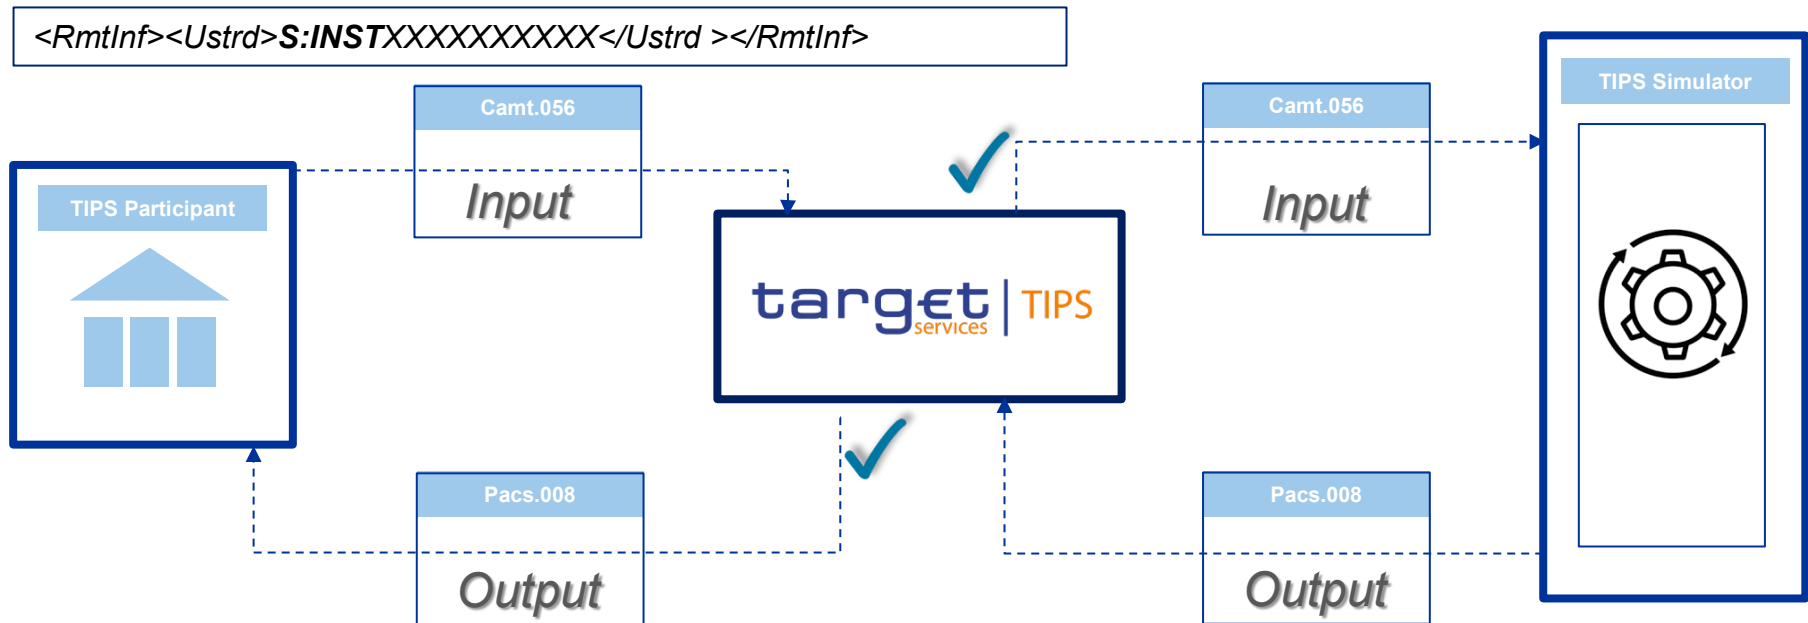 <RmtInf><Ustrd>S:INSTXXXXXXXXXX</Ustrd ></RmtInf>
TIPS Simulator
Camt.056
Camt.056
Input
Input
TIPS Participant
target services | TIPS
Pacs.008
Pacs.008
Output
Output